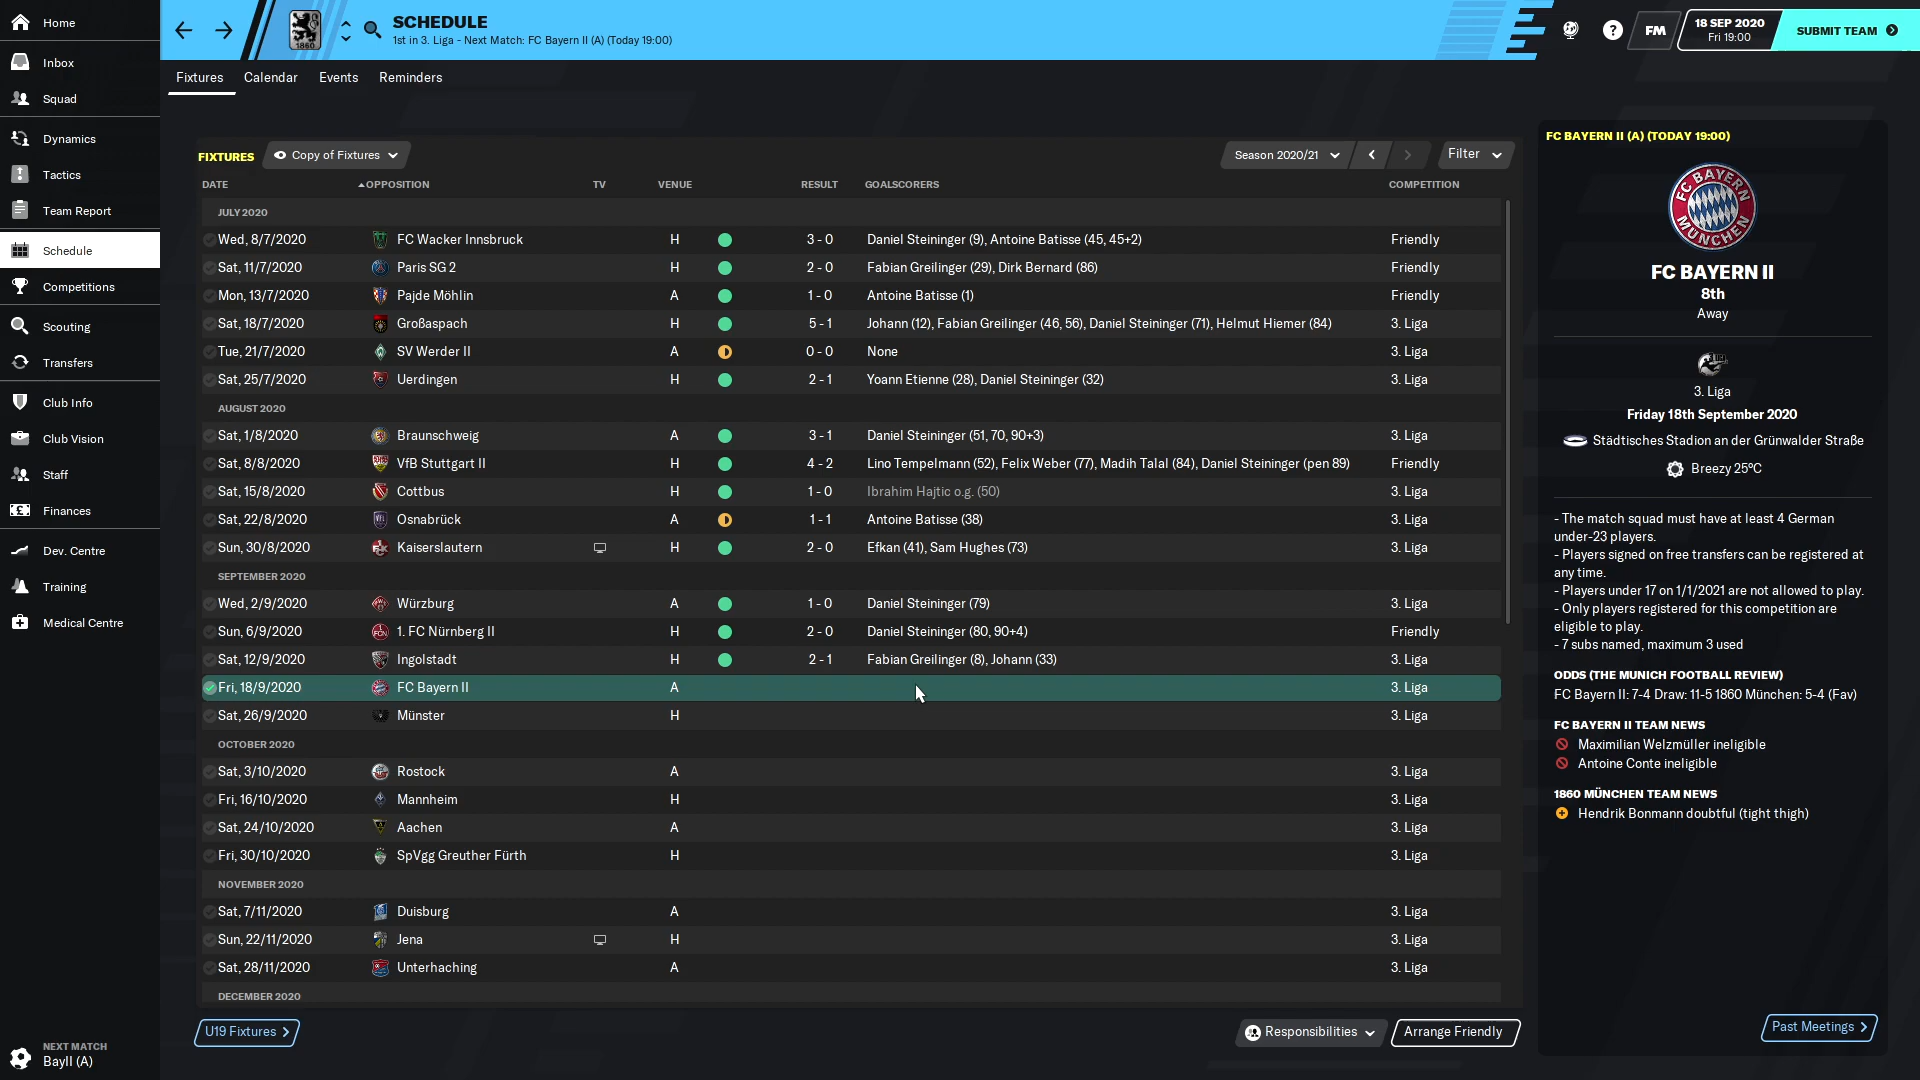 Home
Inbox
Squad
Dynamics
Tactics
Team Report
Schedule
Competitions
Scouting
Transfers
Club Info
Club Vision
Staff
Finances
Dev. Centre
Training
Medical Centre
NEXT MATCH
BayII (A)
1860
SCHEDULE
1st in 3. Liga - Next Match: FC Bayern II (A) (Today 19:00)
FM
18 SEP 2020
Fri 19:00
SUBMIT TEAM
Fixtures Calendar Events Reminders
FIXTURES Copy of Fixtures Season 2020/21 Filter
DATE OPPOSITION TV VENUE RESULT GOALSCORERS COMPETITION
JULY 2020
Wed, 8/7/2020 FC Wacker Innsbruck H 3 - 0 Daniel Steininger (9), Antoine Batisse (45, 45+2) Friendly
Sat, 11/7/2020 Paris SG 2 H 2 - 0 Fabian Greilinger (29), Dirk Bernard (86) Friendly
Mon, 13/7/2020 Pajde Möhlin A 1 - 0 Antoine Batisse (1) Friendly
Sat, 18/7/2020 Großaspach H 5 - 1 Johann (12), Fabian Greilinger (46, 56), Daniel Steininger (71), Helmut Hiemer (84) 3. Liga
Tue, 21/7/2020 SV Werder II A 0 - 0 None 3. Liga
Sat, 25/7/2020 Uerdingen H 2 - 1 Yoann Etienne (28), Daniel Steininger (32) 3. Liga
AUGUST 2020
Sat, 1/8/2020 Braunschweig A 3 - 1 Daniel Steininger (51, 70, 90+3) 3. Liga
Sat, 8/8/2020 VfB Stuttgart II H 4 - 2 Lino Tempelmann (52), Felix Weber (77), Madih Talal (84), Daniel Steininger (pen 89) Friendly
Sat, 15/8/2020 Cottbus H 1 - 0 Ibrahim Hajtic o.g. (50) 3. Liga
Sat, 22/8/2020 Osnabrück A 1 - 1 Antoine Batisse (38) 3. Liga
Sun, 30/8/2020 Kaiserslautern H 2 - 0 Efkan (41), Sam Hughes (73) 3. Liga
SEPTEMBER 2020
Wed, 2/9/2020 Würzburg A 1 - 0 Daniel Steininger (79) 3. Liga
Sun, 6/9/2020 1. FC Nürnberg II H 2 - 0 Daniel Steininger (80, 90+4) Friendly
Sat, 12/9/2020 Ingolstadt H 2 - 1 Fabian Greilinger (8), Johann (33) 3. Liga
Fri, 18/9/2020 FC Bayern II A 3. Liga
Sat, 26/9/2020 Münster H 3. Liga
OCTOBER 2020
Sat, 3/10/2020 Rostock A 3. Liga
Fri, 16/10/2020 Mannheim H 3. Liga
Sat, 24/10/2020 Aachen A 3. Liga
Fri, 30/10/2020 SpVgg Greuther Fürth H 3. Liga
NOVEMBER 2020
Sat, 7/11/2020 Duisburg A 3. Liga
Sun, 22/11/2020 Jena H 3. Liga
Sat, 28/11/2020 Unterhaching A 3. Liga
DECEMBER 2020
U19 Fixtures Responsibilities Arrange Friendly
FC BAYERN II (A) (TODAY 19:00)
FC BAYERN
MÜNCHEN
FC BAYERN II
8th
Away
3. Liga
Friday 18th September 2020
Städtisches Stadion an der Grünwalder Straße
Breezy 25ºC
- The match squad must have at least 4 German
under-23 players.
- Players signed on free transfers can be registered at
any time.
- Players under 17 on 1/1/2021 are not allowed to play.
- Only players registered for this competition are
eligible to play.
- 7 subs named, maximum 3 used
ODDS (THE MUNICH FOOTBALL REVIEW)
FC Bayern II: 7-4 Draw: 11-5 1860 München: 5-4 (Fav)
FC BAYERN II TEAM NEWS
Maximilian Welzmüller ineligible
Antoine Conte ineligible
1860 MÜNCHEN TEAM NEWS
Hendrik Bonmann doubtful (tight thigh)
Past Meetings